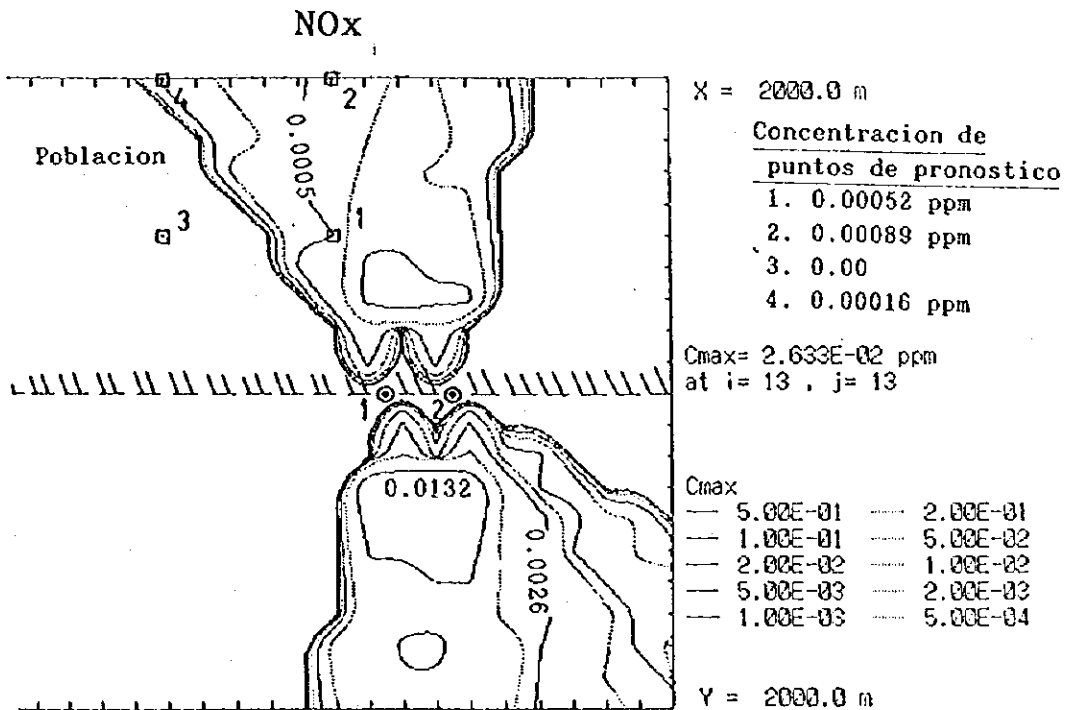 NOx
4
2
Poblacion
3
0.0005
1
1
2
0.0132
0.0026
X = 2000.0 m
Concentracion de
puntos de pronostico
1. 0.00052 ppm
2. 0.00089 ppm
3. 0.00
4. 0.00016 ppm
Cmax= 2.633E-02 ppm
at i= 13 , j= 13
Cmax
— 5.00E-01 ···· 2.00E-01
— 1.00E-01 ···· 5.00E-02
— 2.00E-02 ···· 1.00E-02
— 5.00E-03 ···· 2.00E-03
— 1.00E-03 ···· 5.00E-04
Y = 2000.0 m